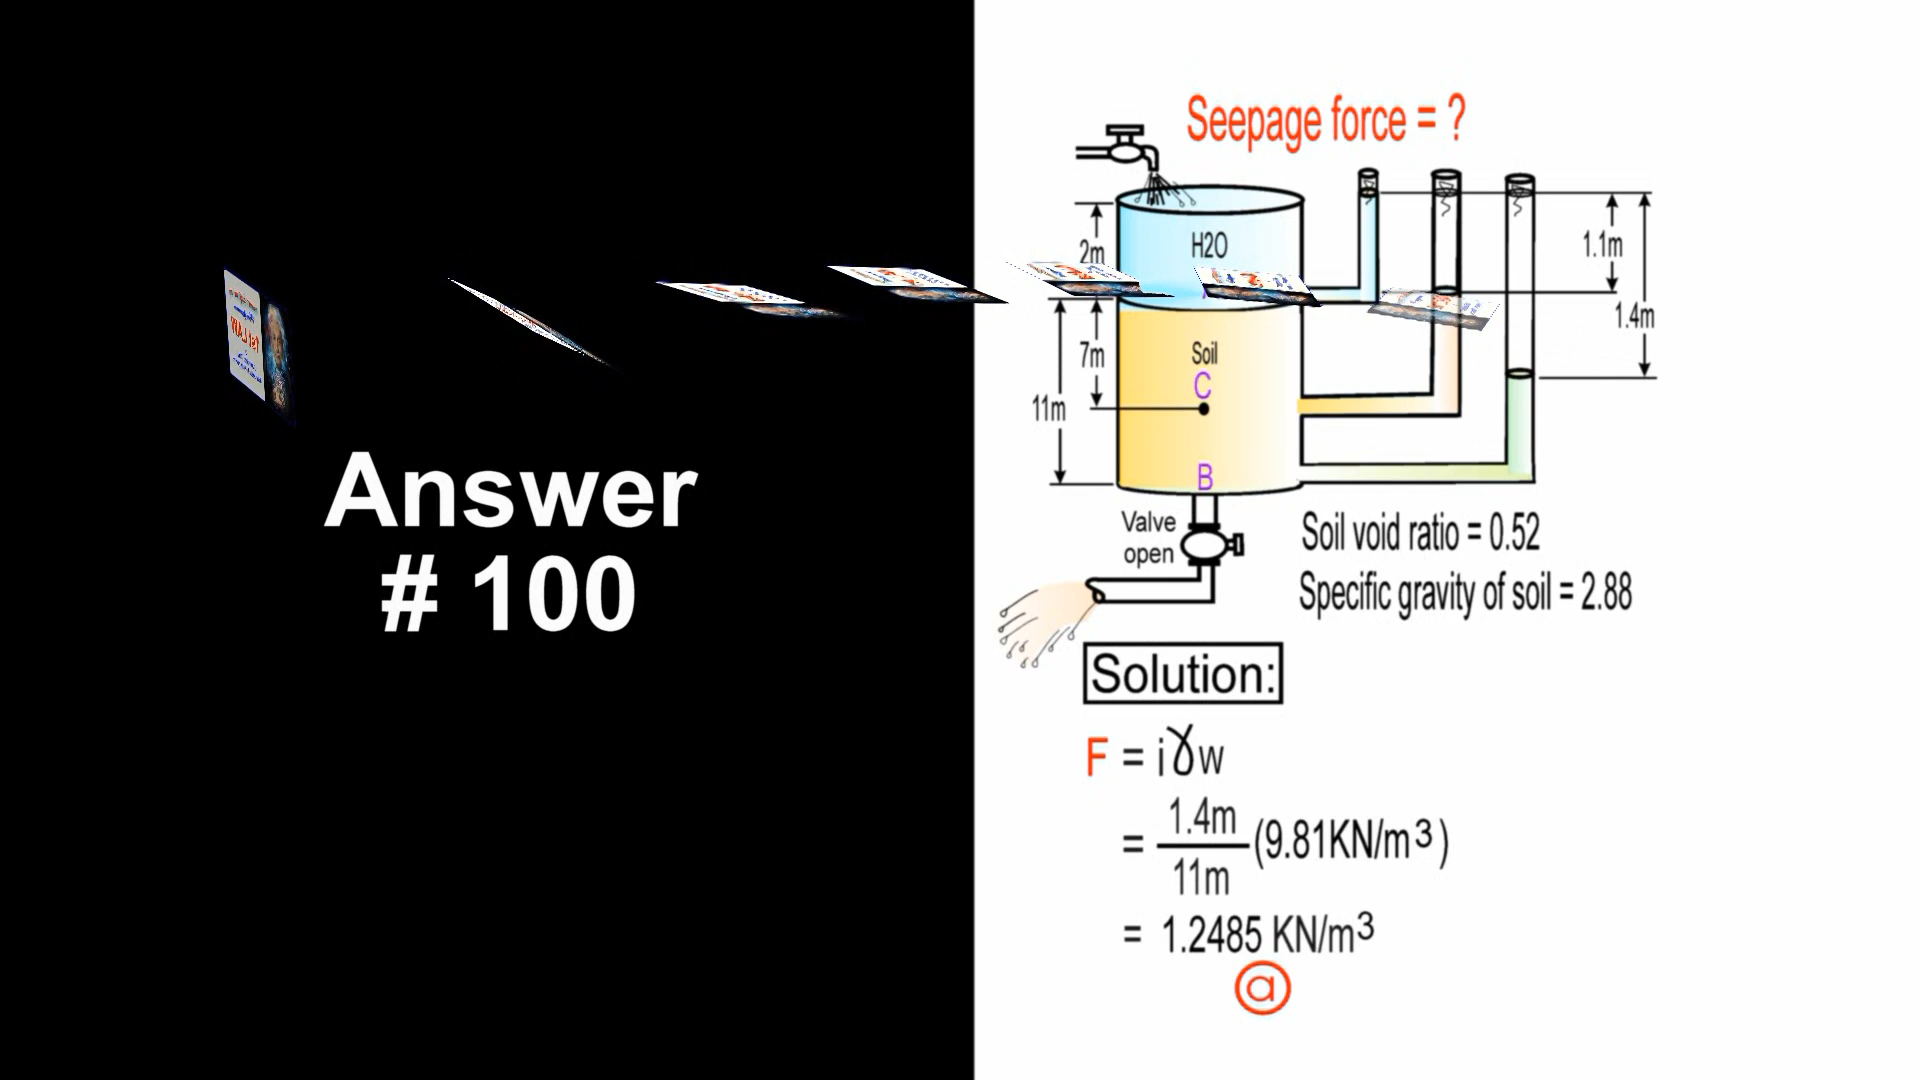 Answer
# 100
Seepage force = ?
2m
H2O
1.1m
1.4m
7m
Soil
C
11m
B
Valve
open
Soil void ratio = 0.52
Specific gravity of soil = 2.88
Solution:
F = iɣw
= 1.4m
11m
(9.81KN/m³)
= 1.2485 KN/m³
a